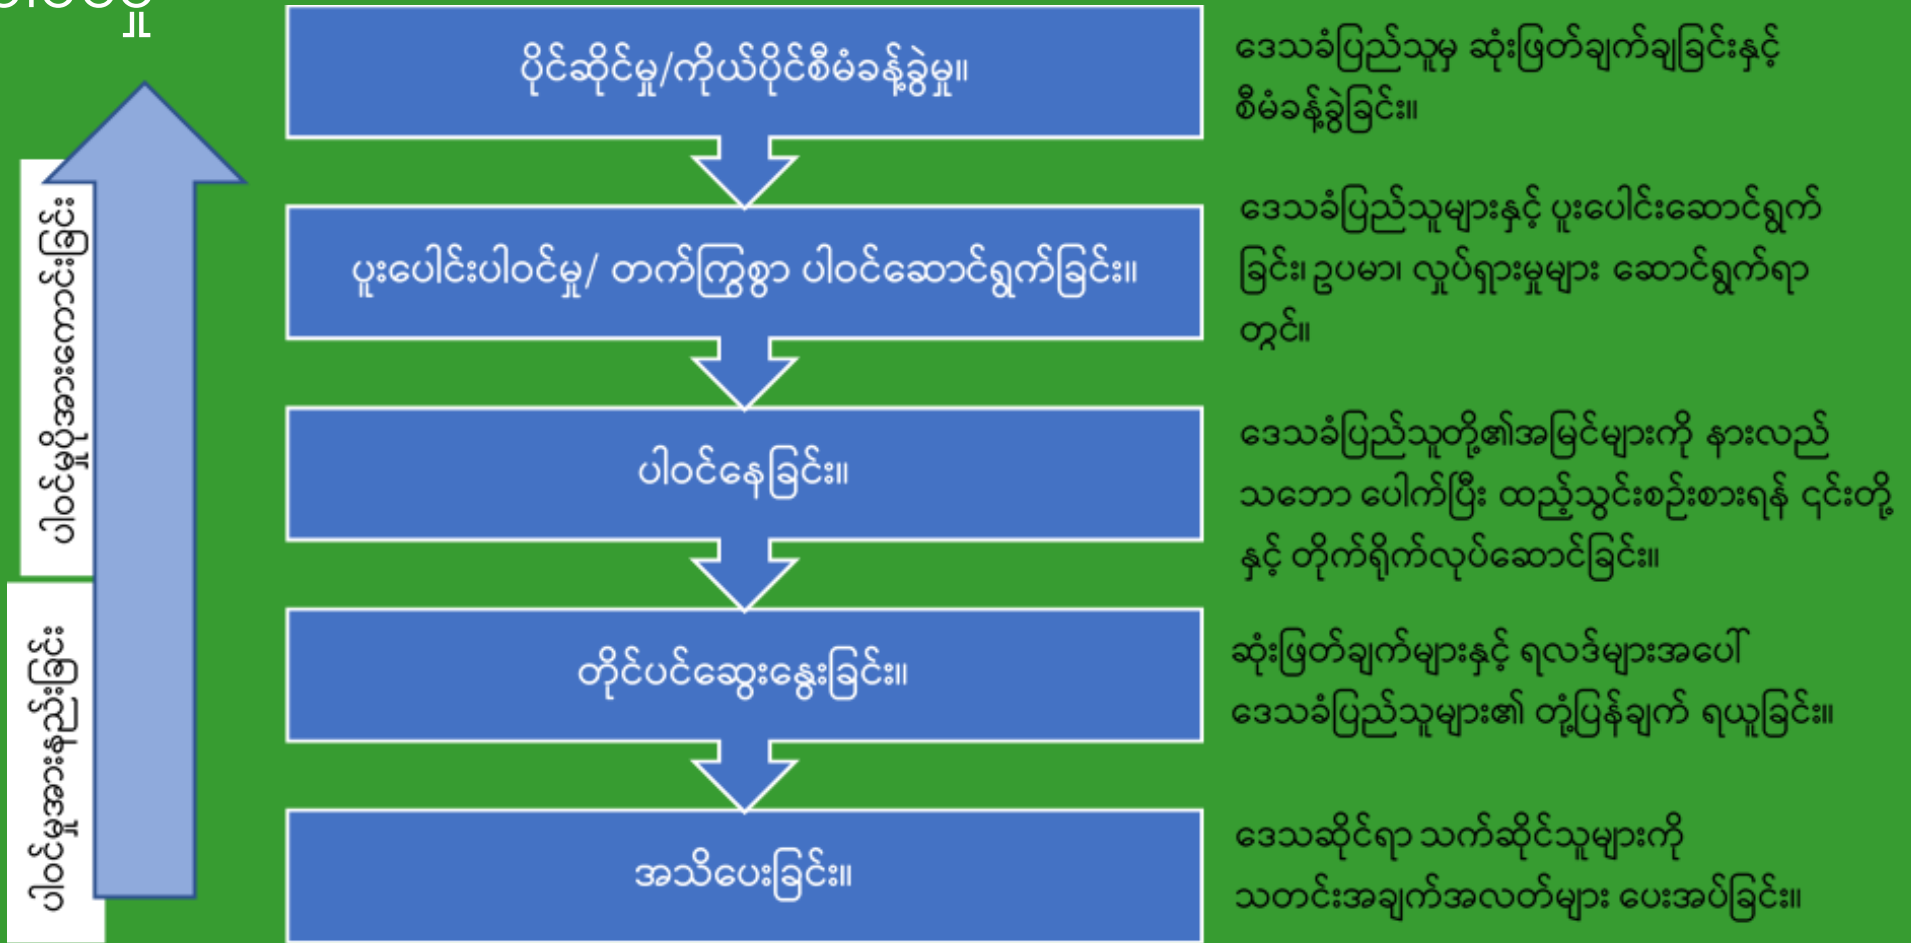 ပိုင်ဆိုင်မှု/ကိုယ်ပိုင်စီမံခန့်ခွဲမှု။
ဒေသခံပြည်သူမှ ဆုံးဖြတ်ချက်ချခြင်းနှင့်
စီမံခန့်ခွဲခြင်း။
ပူးပေါင်းပါဝင်မှု/ တက်ကြွစွာ ပါဝင်ဆောင်ရွက်ခြင်း။
ဒေသခံပြည်သူများနှင့် ပူးပေါင်းဆောင်ရွက်
ခြင်း၊ ဥပမာ၊ လှုပ်ရှားမှုများ ဆောင်ရွက်ရာ
တွင်။
ပါဝင်နေခြင်း။
ဒေသခံပြည်သူတို့၏အမြင်များကို နားလည်
သဘော ပေါက်ပြီး ထည့်သွင်းစဉ်းစားရန် ၎င်းတို့
နှင့် တိုက်ရိုက်လုပ်ဆောင်ခြင်း။
တိုင်ပင်ဆွေးနွေးခြင်း။
ဆုံးဖြတ်ချက်များနှင့် ရလဒ်များအပေါ်
ဒေသခံပြည်သူများ၏ တုံ့ပြန်ချက် ရယူခြင်း။
အသိပေးခြင်း။
ဒေသဆိုင်ရာ သက်ဆိုင်သူများကို
သတင်းအချက်အလတ်များ ပေးအပ်ခြင်း။
ပါဝင်မှုပိုအားကောင်းခြင်း
ပါဝင်မှုအားနည်းခြင်း